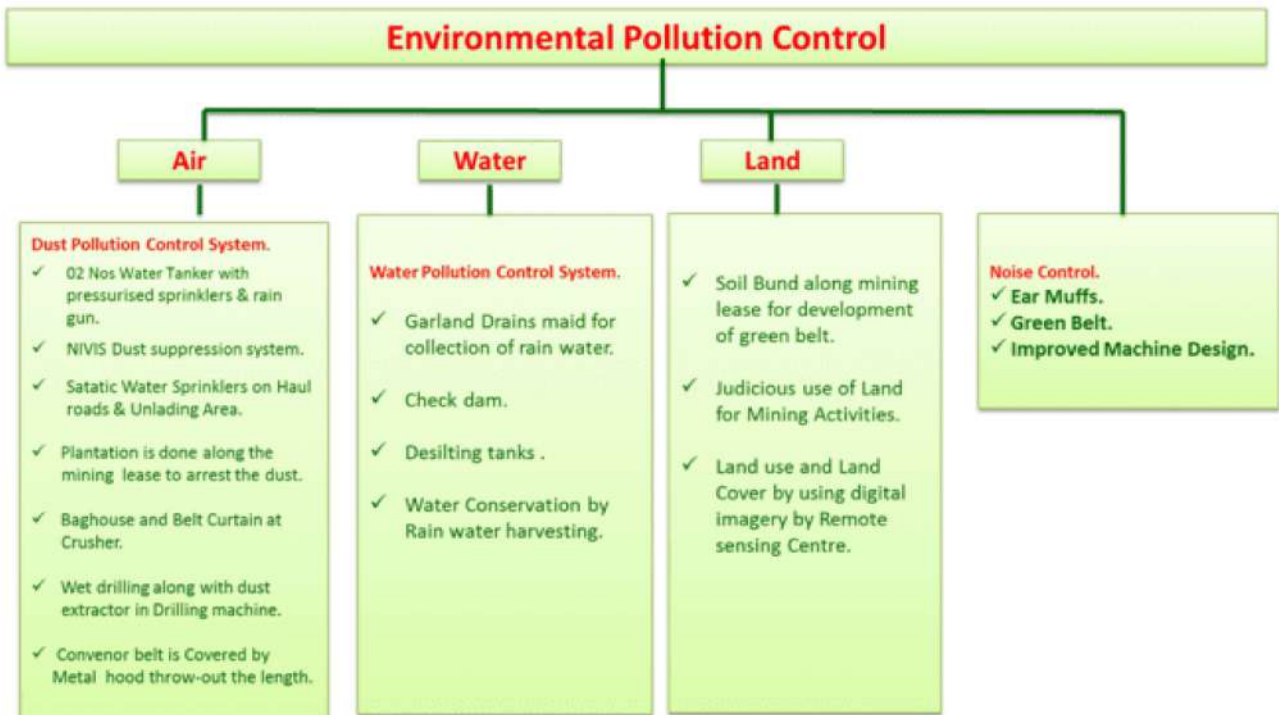 Environmental Pollution Control
Air
Water
Land
Dust Pollution Control System.
✓ 02 Nos Water Tanker with
pressurised sprinklers & rain
gun.
✓ NIVIS Dust suppression system.
✓ Satatic Water Sprinklers on Haul
roads & Unlading Area.
✓ Plantation is done along the
mining lease to arrest the dust.
✓ Baghouse and Belt Curtain at
Crusher.
✓ Wet drilling along with dust
extractor in Drilling machine.
✓ Convenor belt is Covered by
Metal hood throw-out the length.
Water Pollution Control System.
✓ Garland Drains maid for
collection of rain water.
✓ Check dam.
✓ Desilting tanks .
✓ Water Conservation by
Rain water harvesting.
✓ Soil Bund along mining
lease for development
of green belt.
✓ Judicious use of Land
for Mining Activities.
✓ Land use and Land
Cover by using digital
imagery by Remote
sensing Centre.
Noise Control.
✓ Ear Muffs.
✓ Green Belt.
✓ Improved Machine Design.